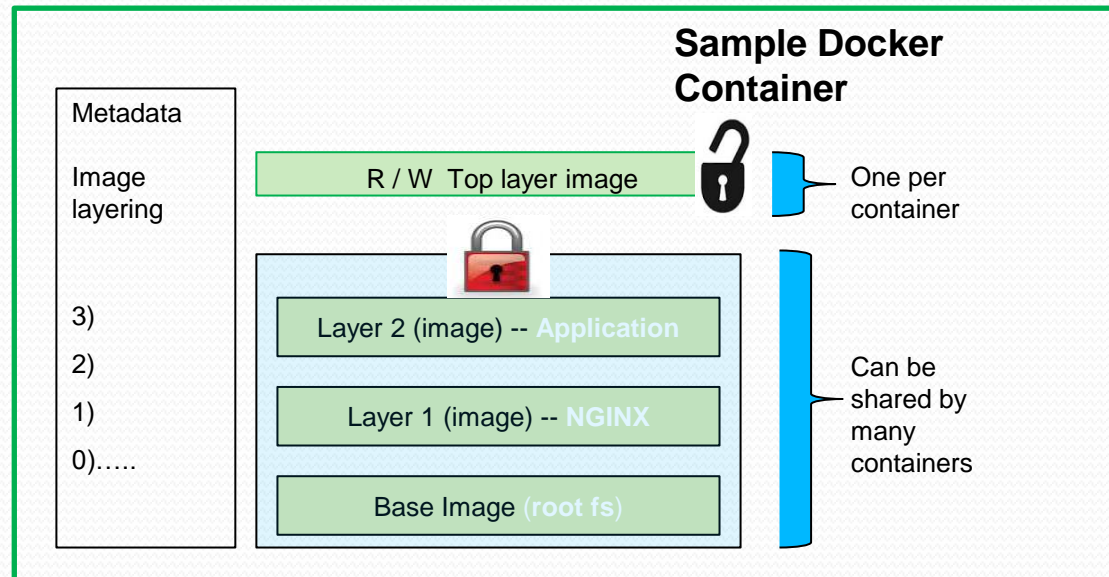 Sample Docker
Container
Metadata
Image
layering
3)
2)
1)
0)…..
R / W Top layer image
Layer 2 (image) -- Application
Layer 1 (image) -- NGINX
Base Image (root fs)
One per
container
Can be
shared by
many
containers